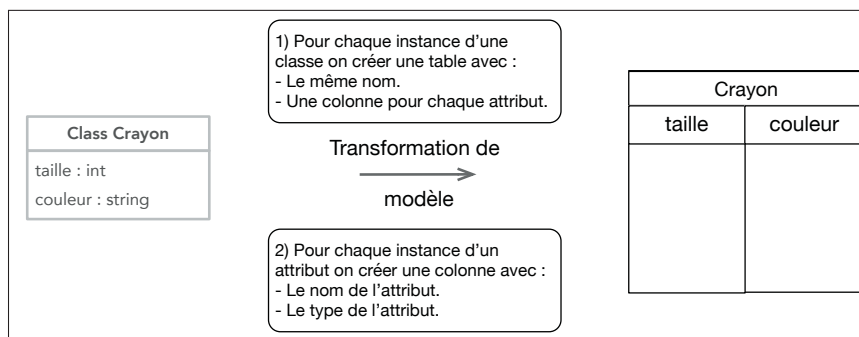 Class Crayon
taille : int
couleur : string
1) Pour chaque instance d'une
classe on créer une table avec :
- Le même nom.
- Une colonne pour chaque attribut.
Transformation de
modèle
2) Pour chaque instance d'un
attribut on créer une colonne avec :
- Le nom de l'attribut.
- Le type de l'attribut.
Crayon
taille couleur